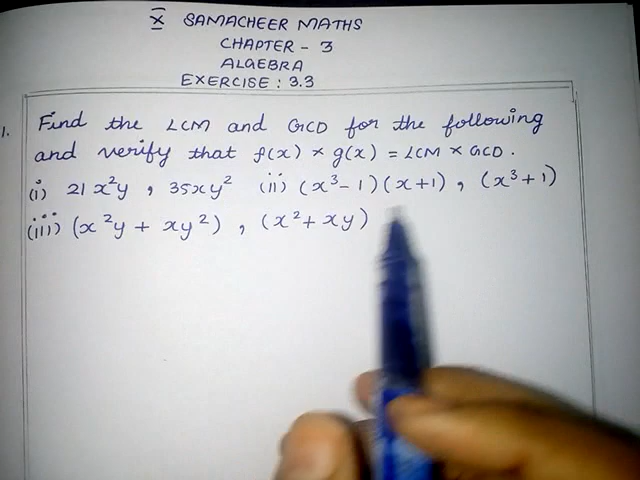 X SAMACHEER MATHS
CHAPTER - 3
ALGEBRA
EXERCISE : 3.3
1. Find the LCM and GCD for the following
and verify that f(x) × g(x) = LCM × GCD.
(i) 21x²y , 35xy² (ii) (x³-1)(x+1), (x³+1)
(iii) (x²y + xy²) , (x²+xy)